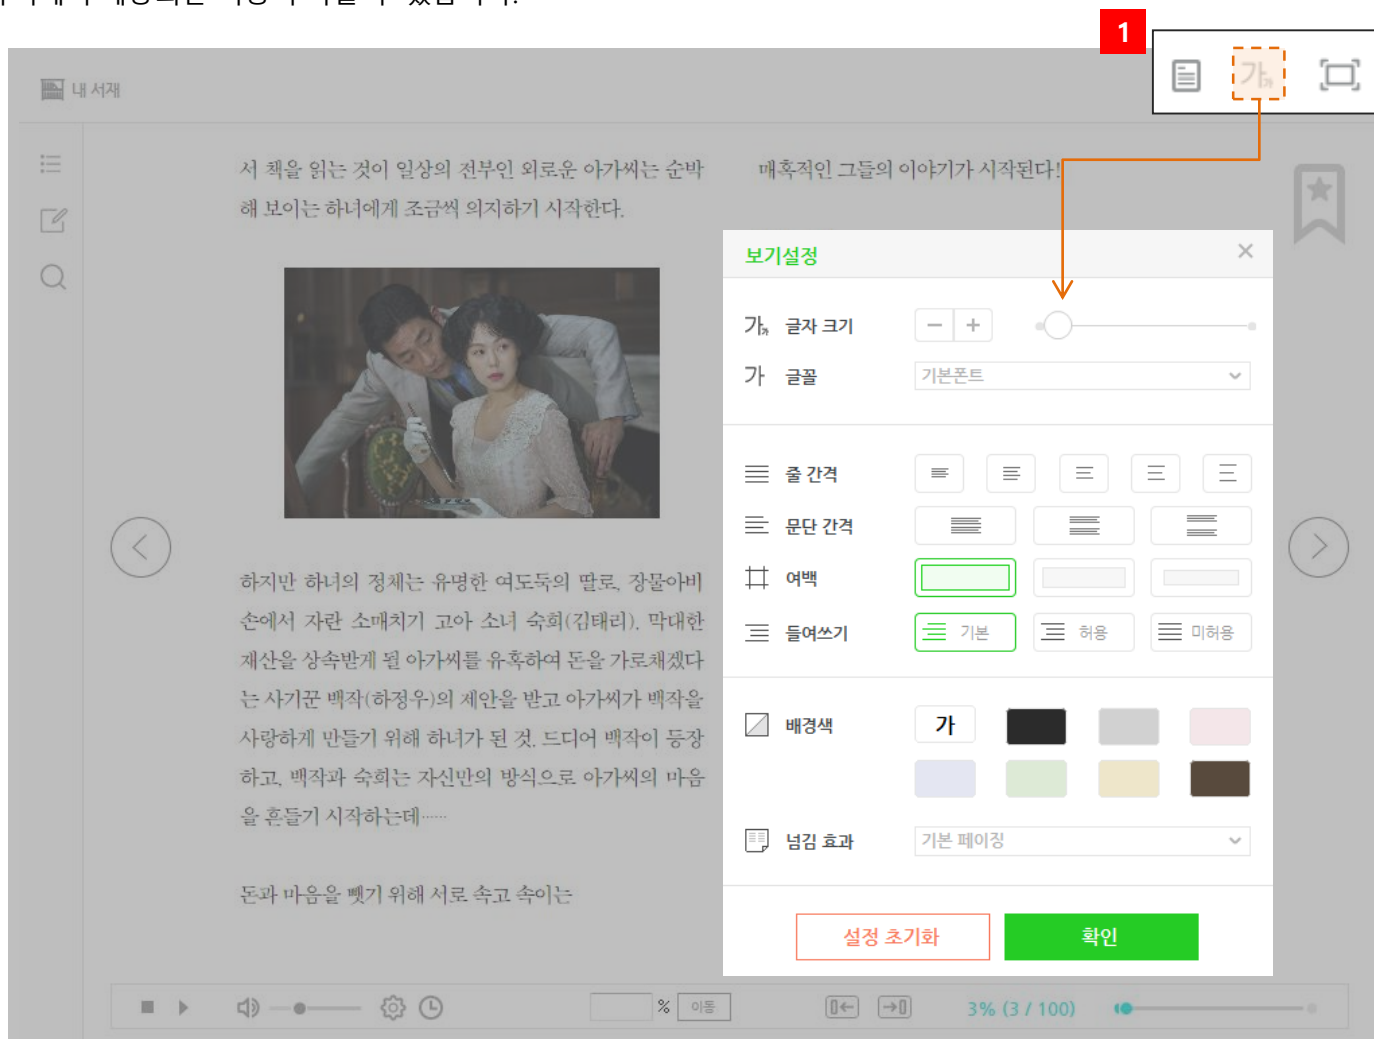 1
가가
내 서재
서 책을 읽는 것이 일상의 전부인 외로운 아가씨는 순박
해 보이는 하녀에게 조금씩 의지하기 시작한다.
하지만 하녀의 정체는 유명한 여도둑의 딸로, 장물아비
손에서 자란 소매치기 고아 소녀 숙희(김태리). 막대한
재산을 상속받게 될 아가씨를 유혹하여 돈을 가로채겠다
는 사기꾼 백작(하정우)의 제안을 받고 아가씨가 백작을
사랑하게 만들기 위해 하녀가 된 것. 드디어 백작이 등장
하고, 백작과 숙희는 자신만의 방식으로 아가씨의 마음
을 흔들기 시작하는데……
돈과 마음을 뺏기 위해 서로 속고 속이는
매혹적인 그들의 이야기가 시작된다!
보기설정
가가 글자 크기
가 글꼴 기본폰트
줄 간격
문단 간격
여백
들여쓰기 기본 허용 미허용
배경색 가
넘김 효과 기본 페이징
설정 초기화 확인
% 이동 3% (3 / 100)